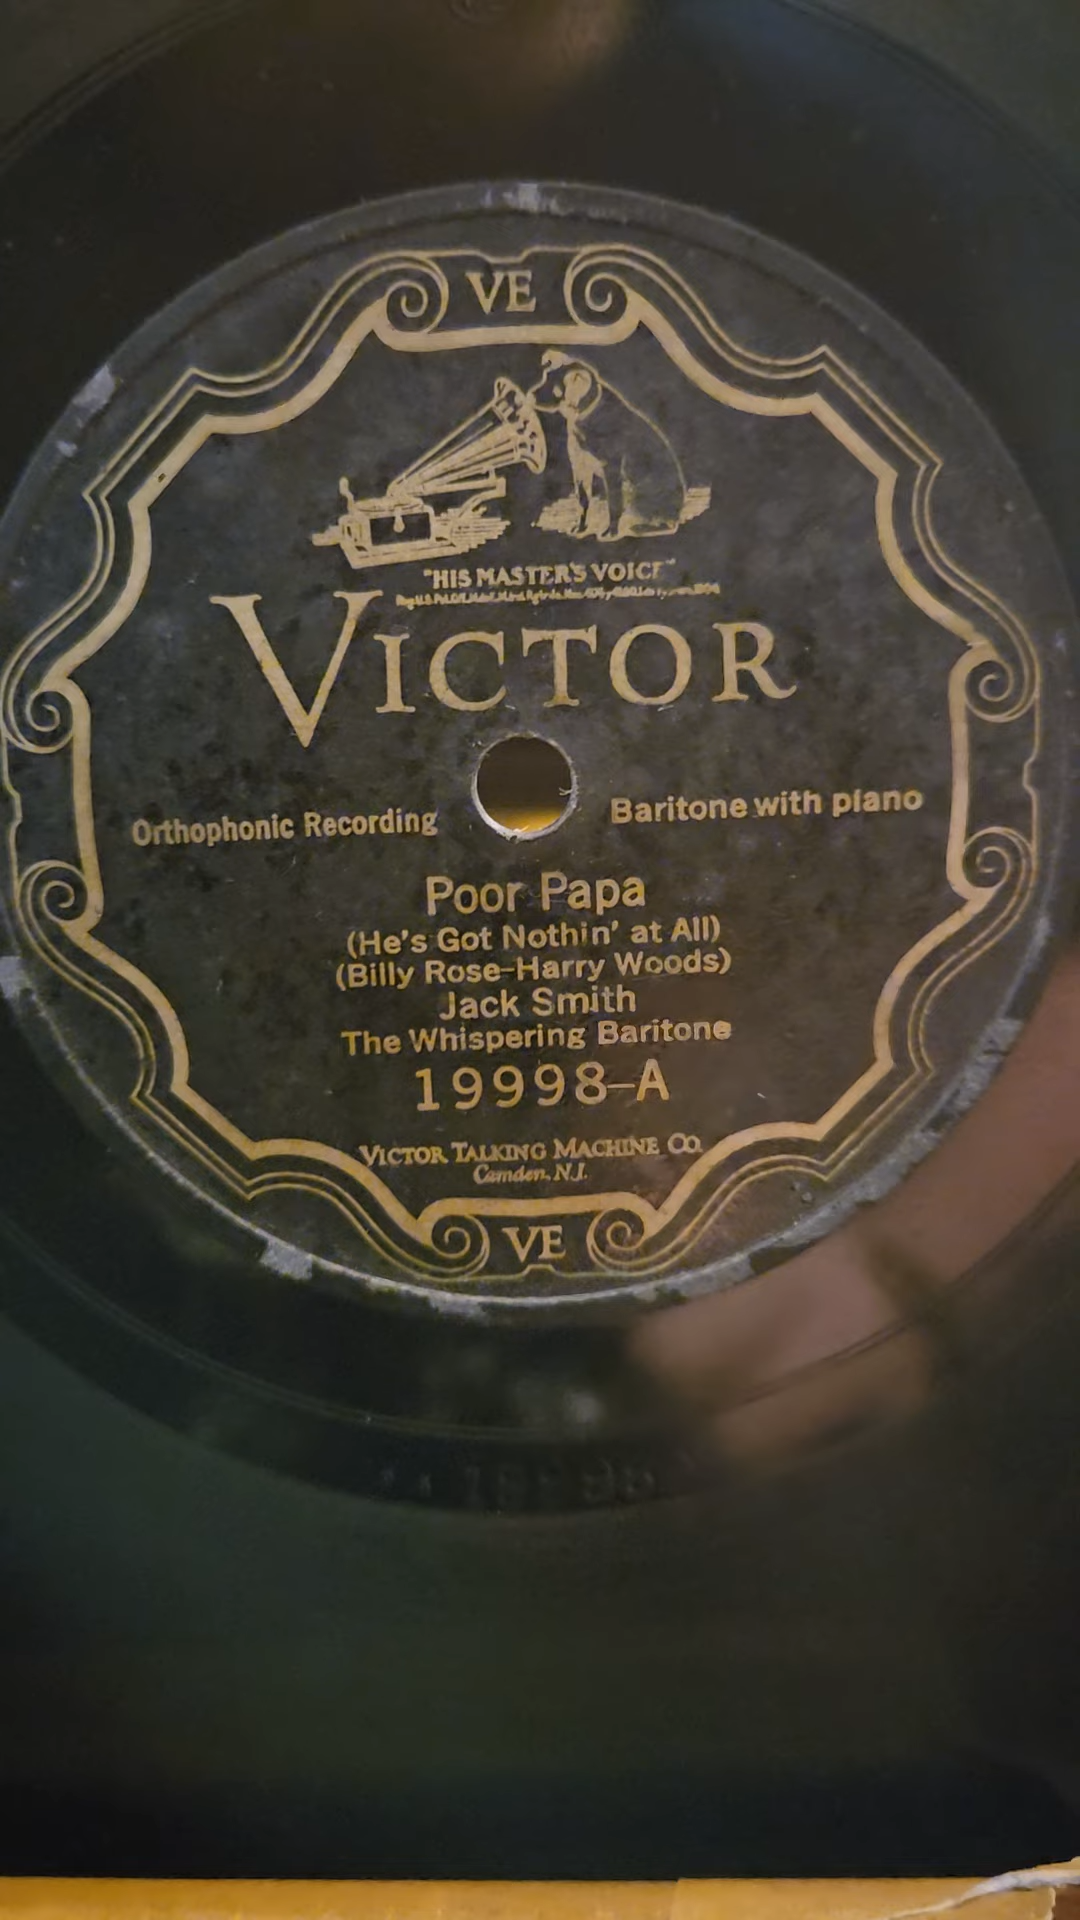 VE
"HIS MASTER'S VOICE"
VICTOR
Orthophonic Recording
Baritone with piano
Poor Papa
(He's Got Nothin' at All)
(Billy Rose-Harry Woods)
Jack Smith
The Whispering Baritone
19998-A
VICTOR TALKING MACHINE CO.
Camden, N.J.
VE